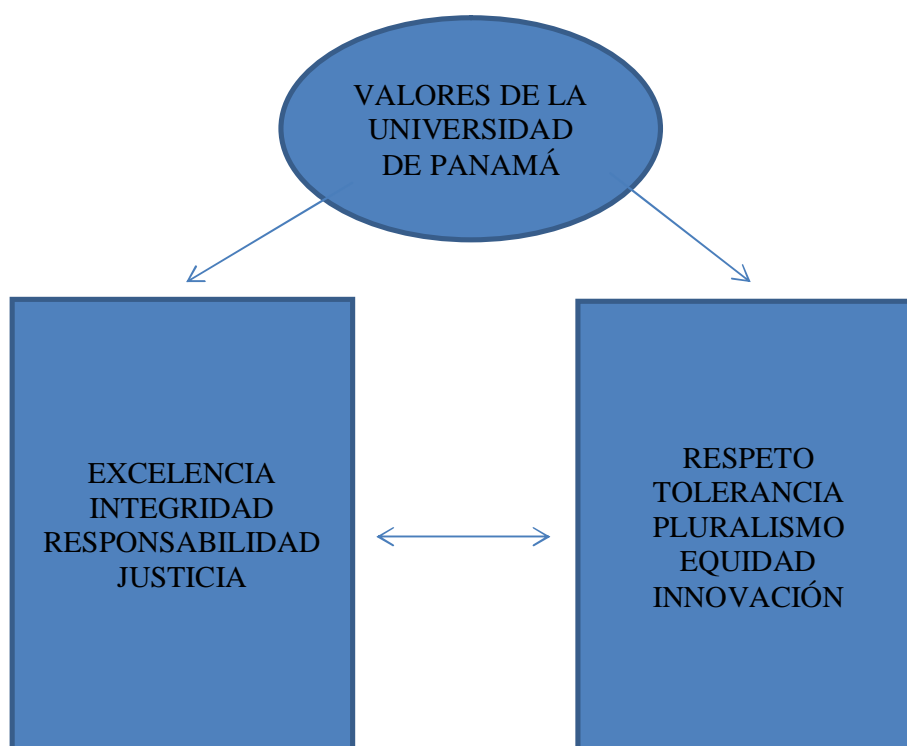 VALORES DE LA
UNIVERSIDAD
DE PANAMÁ
EXCELENCIA
INTEGRIDAD
RESPONSABILIDAD
JUSTICIA
RESPETO
TOLERANCIA
PLURALISMO
EQUIDAD
INNOVACIÓN